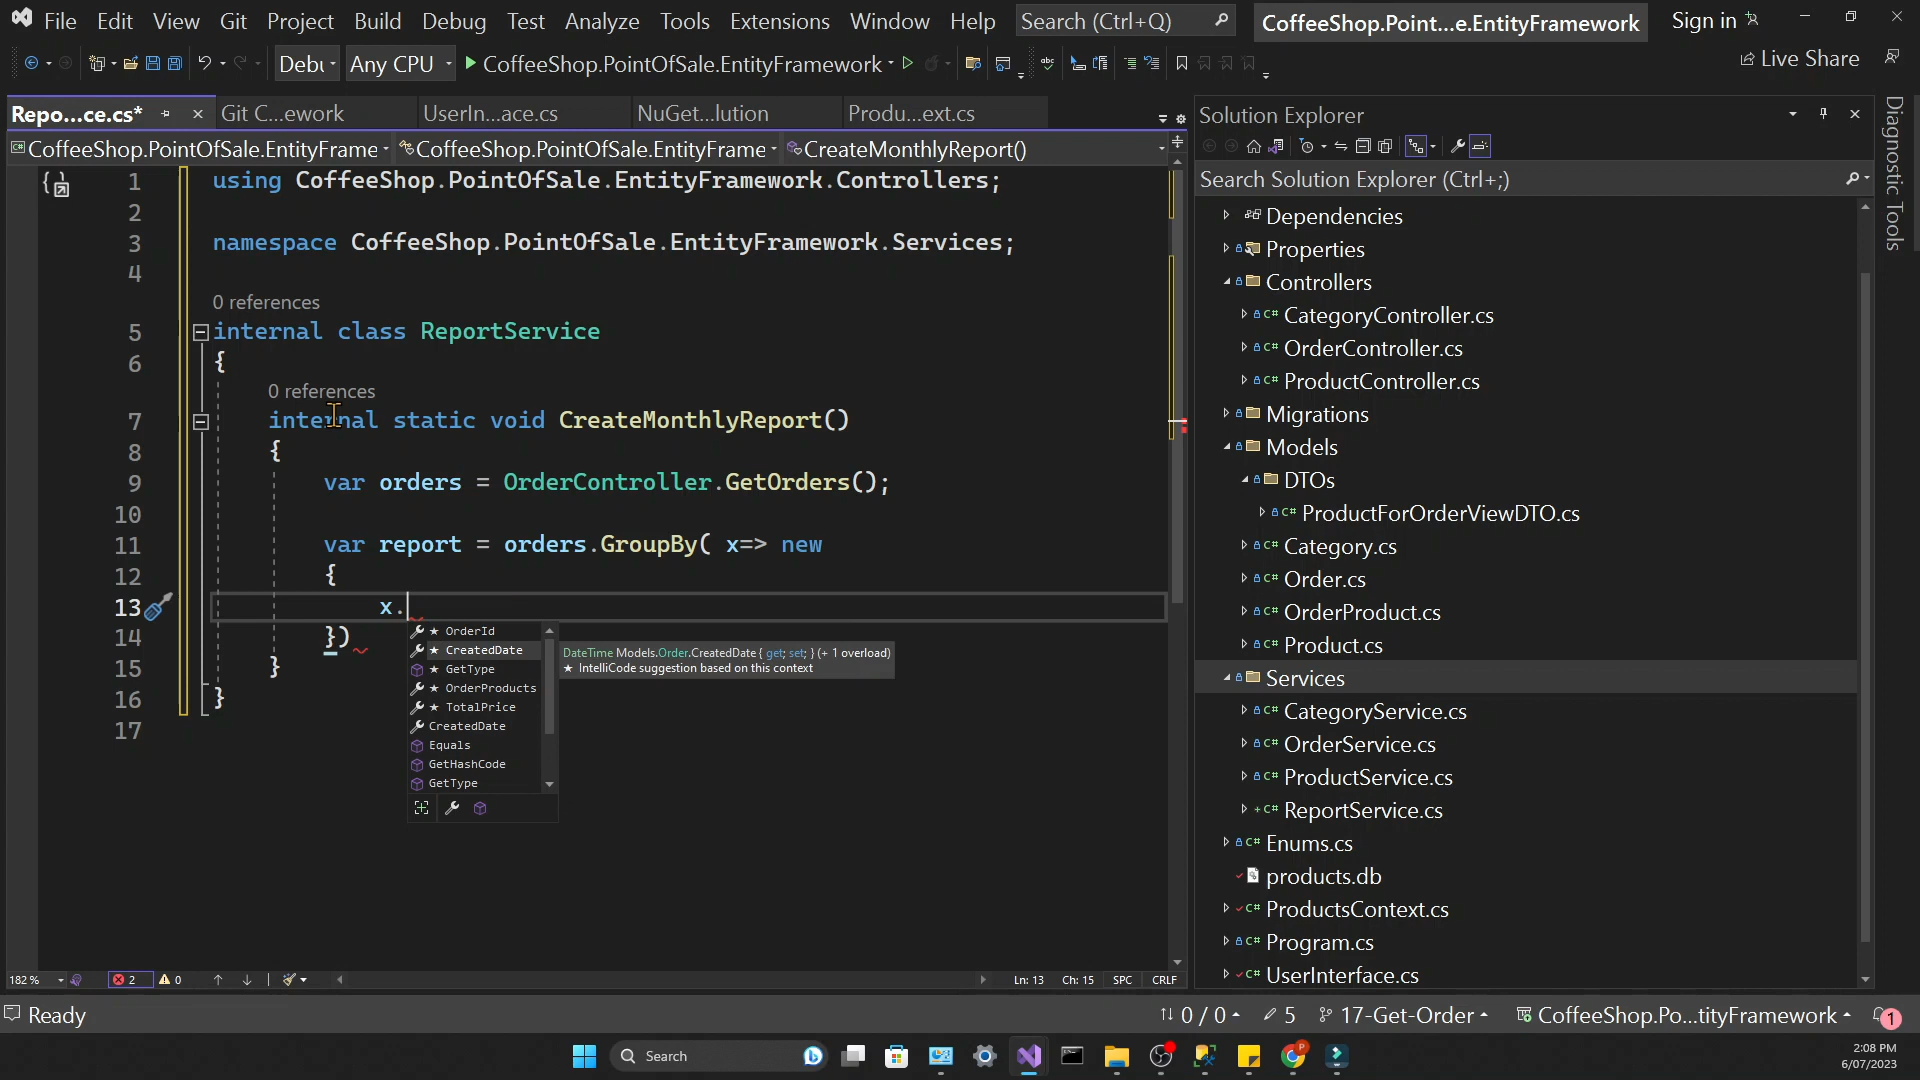 File Edit View Git Project Build Debug Test Analyze Tools Extensions Window Help Search (Ctrl+Q) CoffeeShop.Point...e.EntityFramework Sign in
Debu Any CPU CoffeeShop.PointOfSale.EntityFramework Live Share
Repo...ce.cs* Git C...ework UserIn...ace.cs NuGet...lution Produ...ext.cs
CoffeeShop.PointOfSale.EntityFrame CoffeeShop.PointOfSale.EntityFrame CreateMonthlyReport()
1 using CoffeeShop.PointOfSale.EntityFramework.Controllers;
2
3 namespace CoffeeShop.PointOfSale.EntityFramework.Services;
4
0 references
5 internal class ReportService
6 {
0 references
7 internal static void CreateMonthlyReport()
8 {
9 var orders = OrderController.GetOrders();
10
11 var report = orders.GroupBy( x=> new
12 {
13 x.
14 })
15 }
16 }
17
OrderId
CreatedDate
GetType
OrderProducts
TotalPrice
CreatedDate
Equals
GetHashCode
GetType
DateTime Models.Order.CreatedDate { get; set; } (+ 1 overload)
★ IntelliCode suggestion based on this context
182 % 2 0 Ln: 13 Ch: 15 SPC CRLF
Solution Explorer
Search Solution Explorer (Ctrl+;)
Dependencies
Properties
Controllers
CategoryController.cs
OrderController.cs
ProductController.cs
Migrations
Models
DTOs
ProductForOrderViewDTO.cs
Category.cs
Order.cs
OrderProduct.cs
Product.cs
Services
CategoryService.cs
OrderService.cs
ProductService.cs
ReportService.cs
Enums.cs
products.db
ProductsContext.cs
Program.cs
UserInterface.cs
Diagnostic Tools
Ready 0 / 0 5 17-Get-Order CoffeeShop.Po...tityFramework 1
Search
2:08 PM
6/07/2023